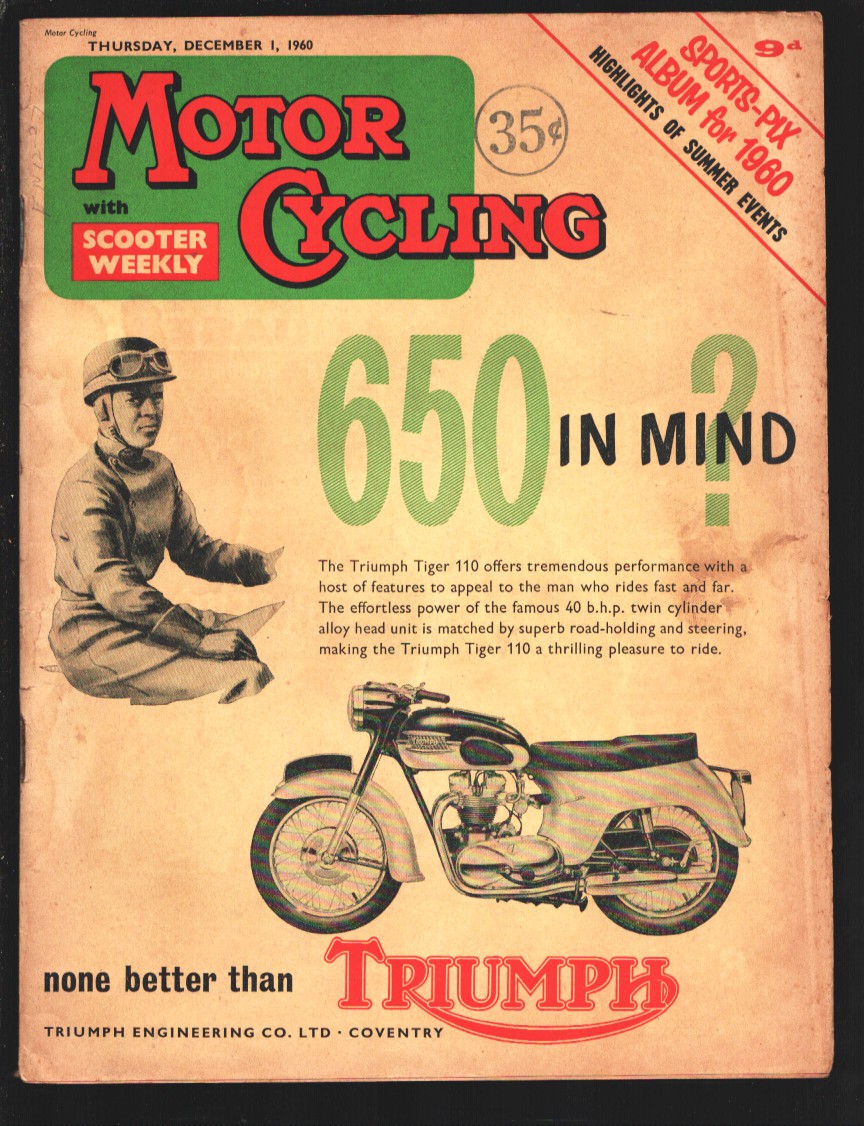 Motor Cycling
THURSDAY, DECEMBER 1, 1960
9d
SPORTS-PIX
ALBUM for 1960
HIGHLIGHTS OF SUMMER EVENTS
MOTOR
CYCLING
with
SCOOTER
WEEKLY
35¢
650 IN MIND ?
The Triumph Tiger 110 offers tremendous performance with a
host of features to appeal to the man who rides fast and far.
The effortless power of the famous 40 b.h.p. twin cylinder
alloy head unit is matched by superb road-holding and steering,
making the Triumph Tiger 110 a thrilling pleasure to ride.
TRIUMPH
none better than TRIUMPH
TRIUMPH ENGINEERING CO. LTD · COVENTRY